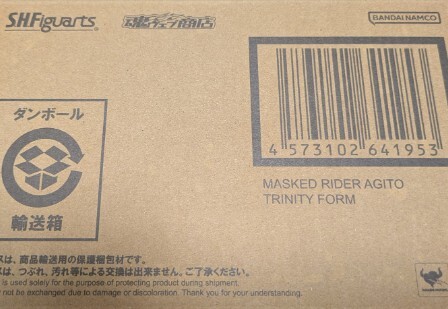 S.H.Figuarts
魂ウェブ商店
BANDAI NAMCO
ダンボール
輸送箱
4 573102 641953
MASKED RIDER AGITO
TRINITY FORM
スは、商品輸送用の保護梱包材です。
スは、つぶれ、汚れ等による交換は出来ません。ご了承ください。
is used solely for the purpose of protecting product during shipment.
not be exchanged due to damage or discoloration. Thank you for your understanding.